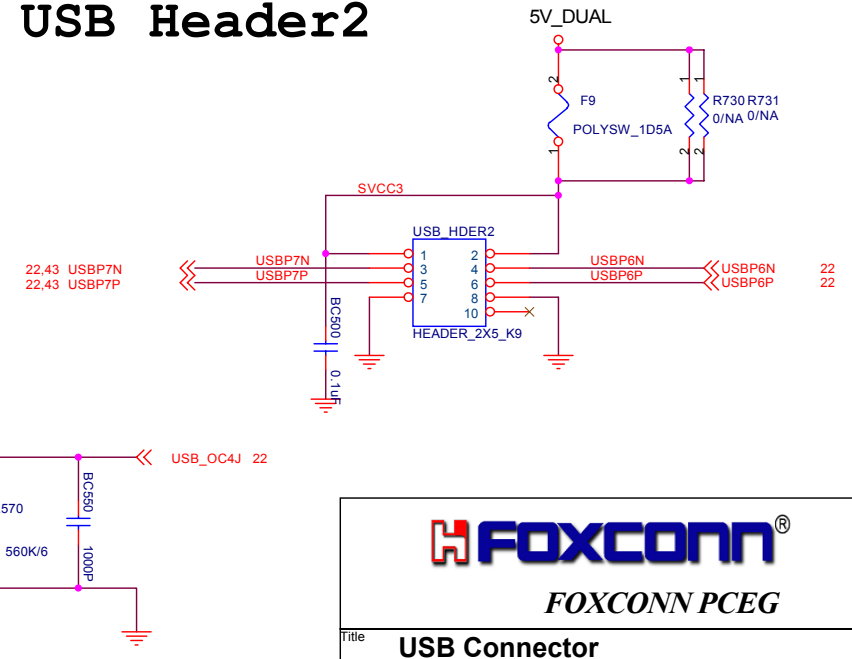 USB Header2
5V_DUAL
2
F9
POLYSW_1D5A
1
1 1
R730 R731
0/NA 0/NA
2 2
SVCC3
USB_HDER2
22,43 USBP7N
22,43 USBP7P
USBP7N
USBP7P
1 2
3 4
5 6
7 8
10
HEADER_2X5_K9
USBP6N
USBP6P
USBP6N 22
USBP6P 22
BC500
0.1uF
USB_OC4J 22
BC550
1000P
570
560K/6
FOXCONN®
FOXCONN PCEG
Title
USB Connector